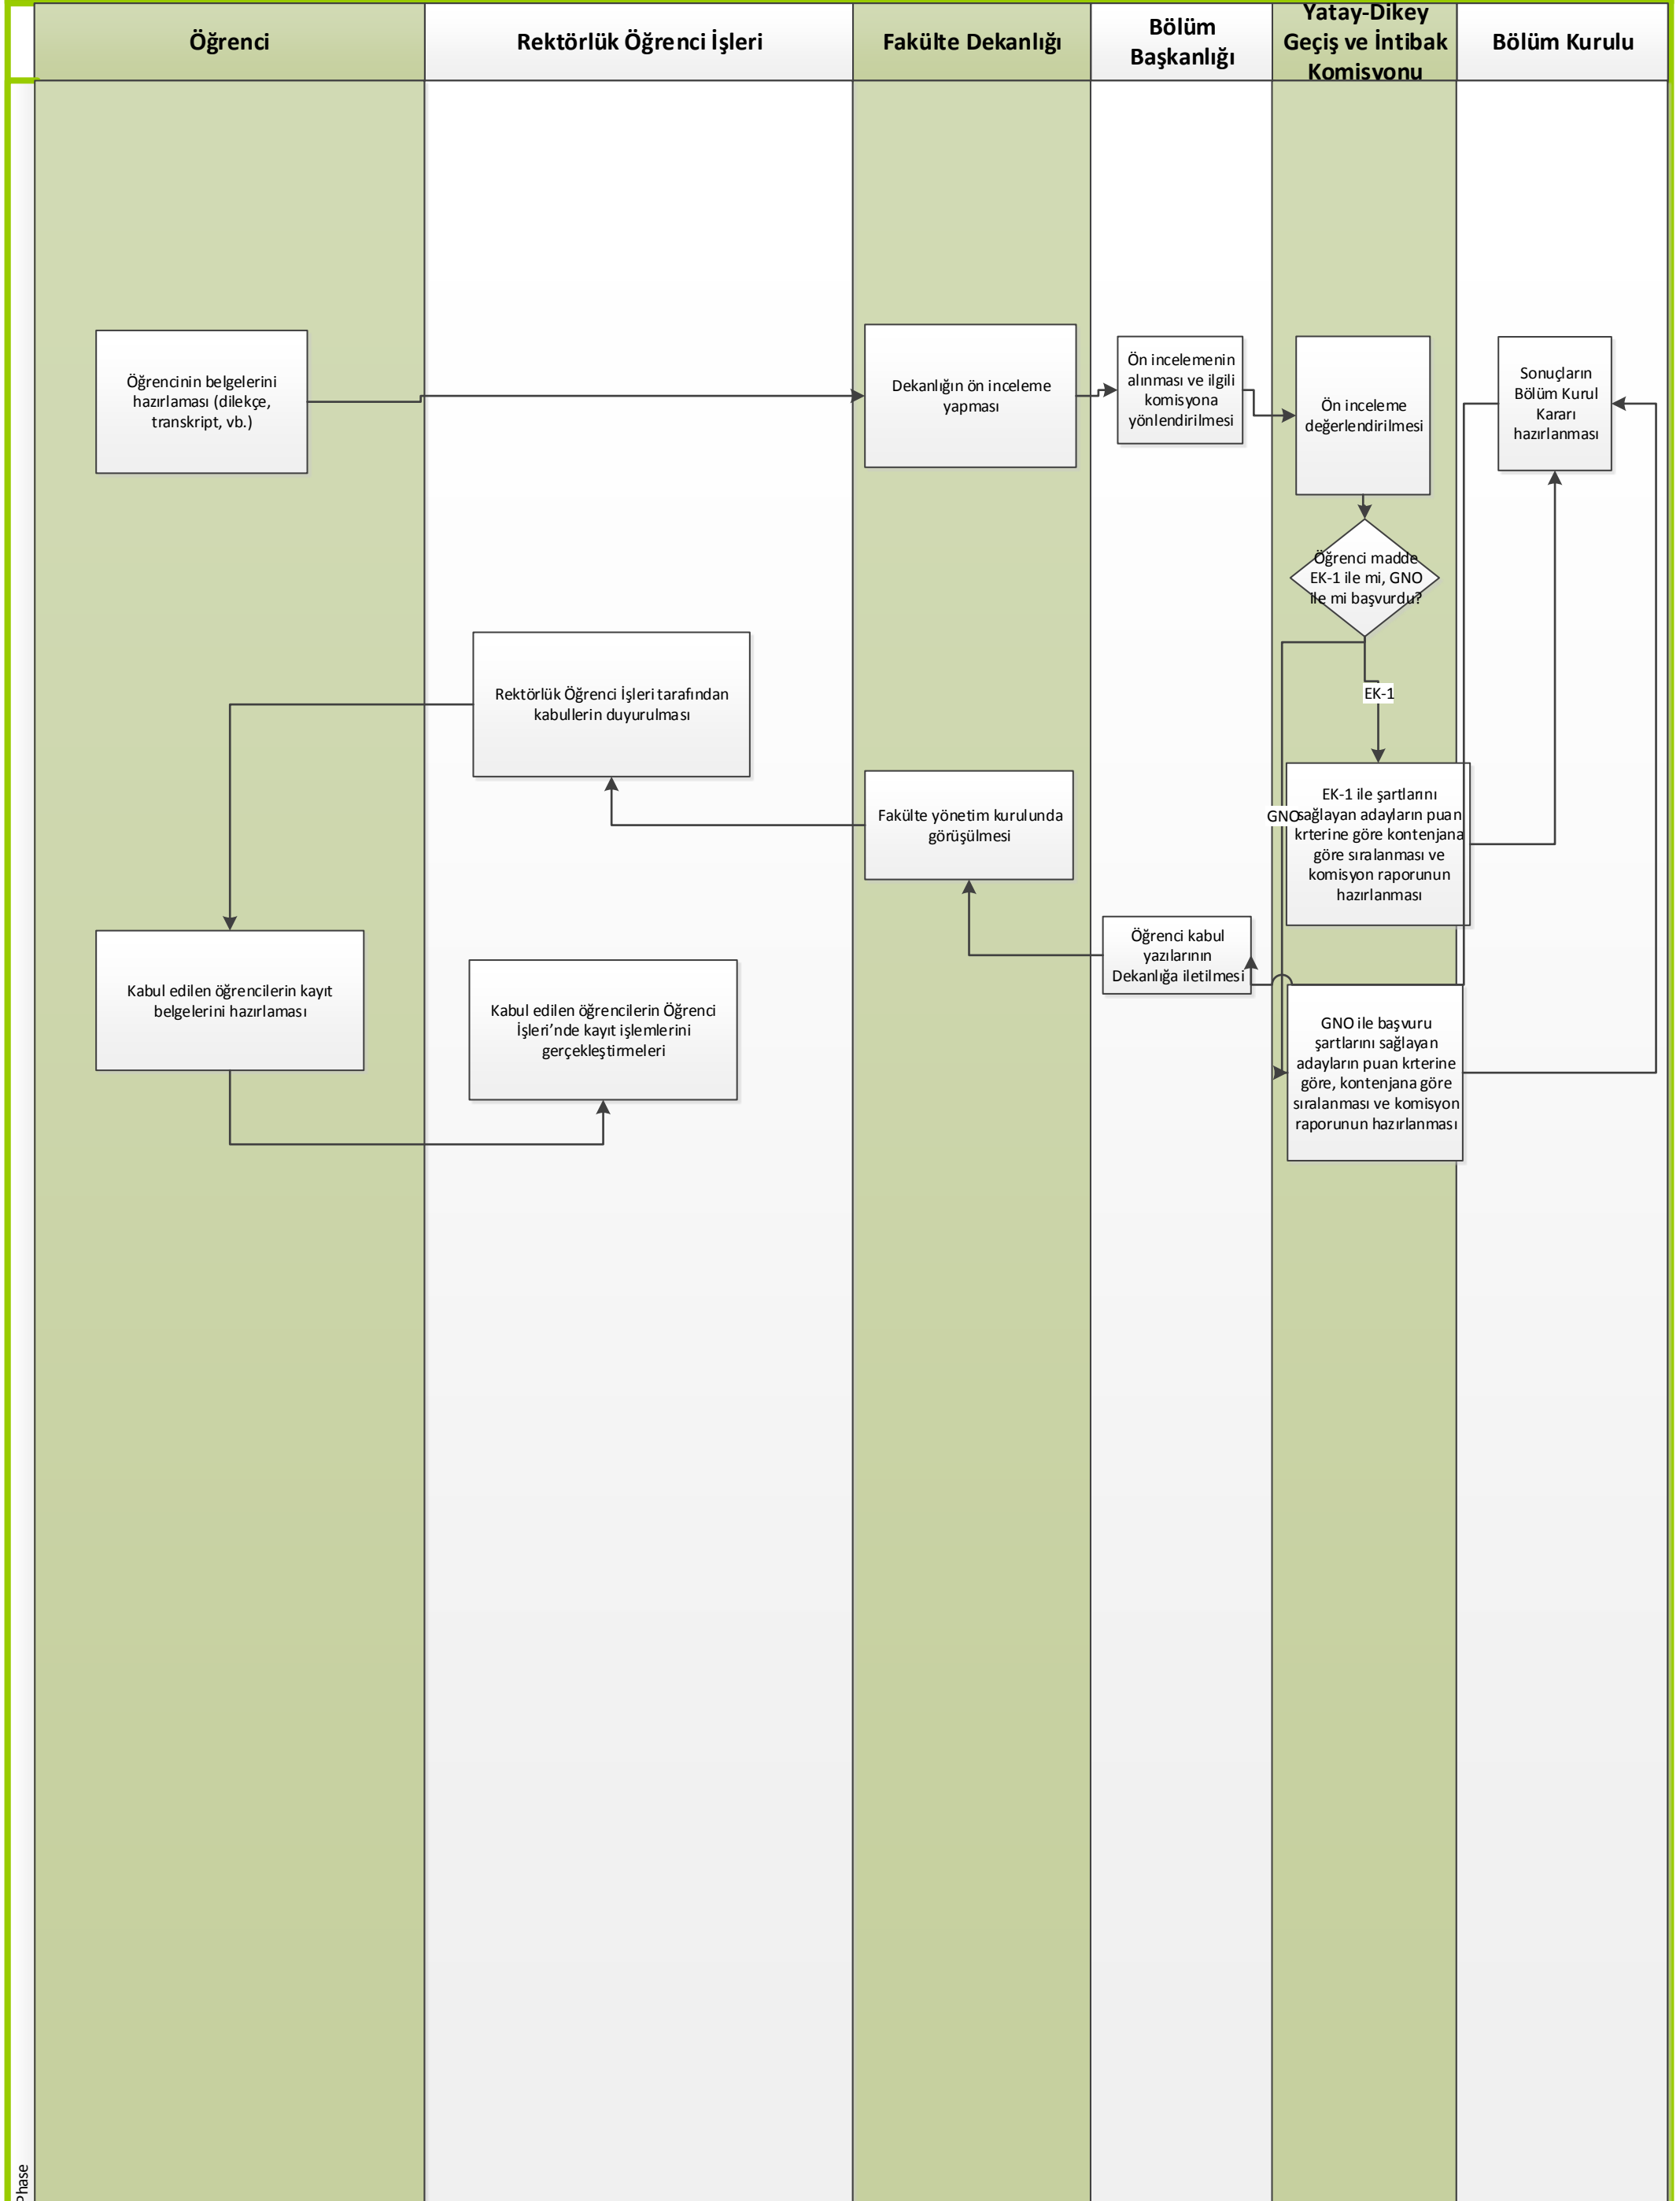 Öğrenci
Rektörlük Öğrenci İşleri
Fakülte Dekanlığı
Bölüm
Başkanlığı
Yatay-Dikey
Geçiş ve İntibak
Komisyonu
Bölüm Kurulu
Öğrencinin belgelerini
hazırlaması (dilekçe,
transkript, vb.)
Dekanlığın ön inceleme
yapması
Ön incelemenin
alınması ve ilgili
komisyona
yönlendirilmesi
Ön inceleme
değerlendirilmesi
Sonuçların
Bölüm Kurul
Kararı
hazırlanması
Öğrenci madde
EK-1 ile mi, GNO
ile mi başvurdu?
Rektörlük Öğrenci İşleri tarafından
kabullerin duyurulması
EK-1
Fakülte yönetim kurulunda
görüşülmesi
GNO
EK-1 ile şartlarını
sağlayan adayların puan
krterine göre kontenjana
göre sıralanması ve
komisyon raporunun
hazırlanması
Öğrenci kabul
yazılarının
Dekanlığa iletilmesi
Kabul edilen öğrencilerin kayıt
belgelerini hazırlaması
Kabul edilen öğrencilerin Öğrenci
İşleri’nde kayıt işlemlerini
gerçekleştirmeleri
GNO ile başvuru
şartlarını sağlayan
adayların puan krterine
göre, kontenjana göre
sıralanması ve komisyon
raporunun hazırlanması
Phase